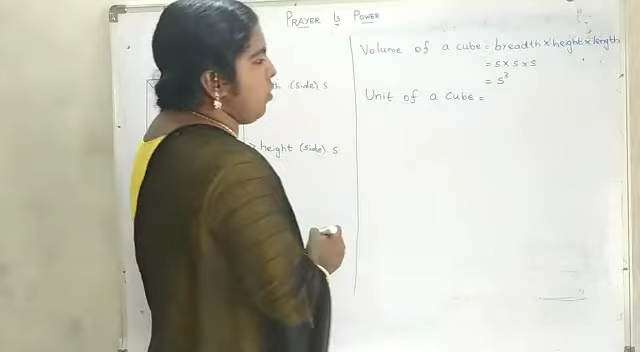 PRAYER IS POWER
(side) s
height (side) s
Volume of a cube = breadth × height × length
= s × s × s
= s³
Unit of a cube =